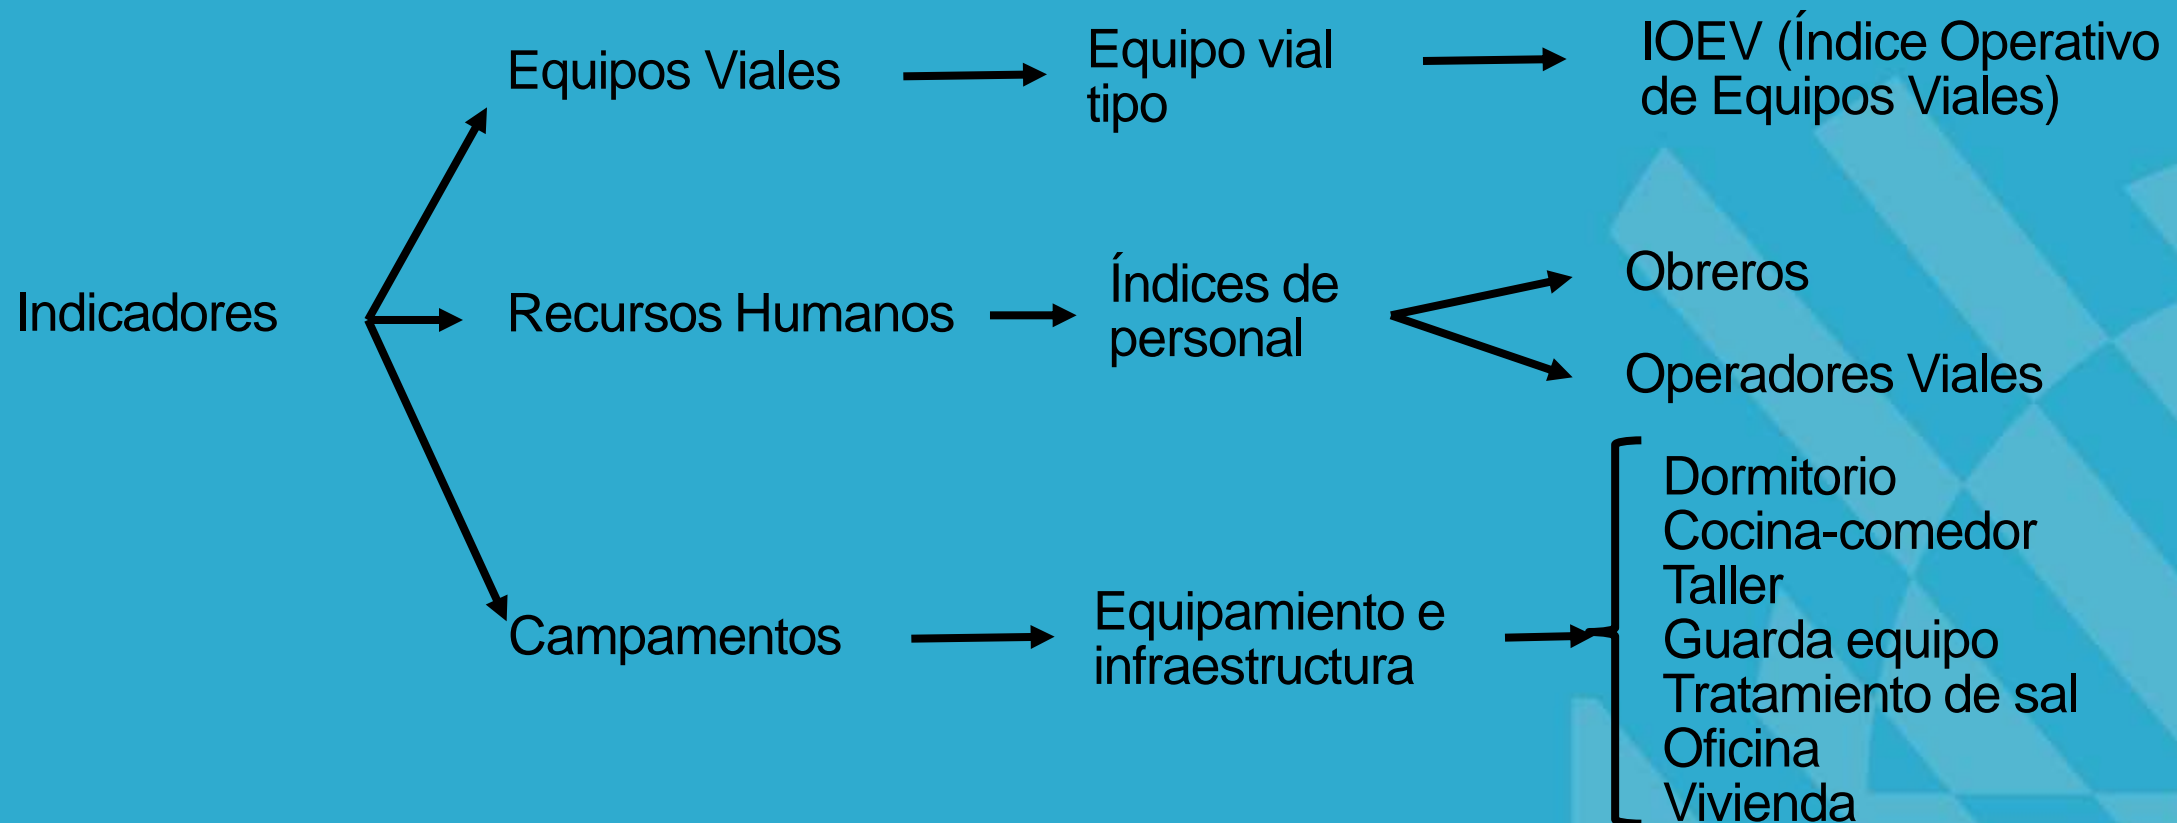 Indicadores
Equipos Viales
Equipo vial
tipo
IOEV (Índice Operativo
de Equipos Viales)
Recursos Humanos
Índices de
personal
Obreros
Operadores Viales
Campamentos
Equipamiento e
infraestructura
Dormitorio
Cocina-comedor
Taller
Guarda equipo
Tratamiento de sal
Oficina
Vivienda